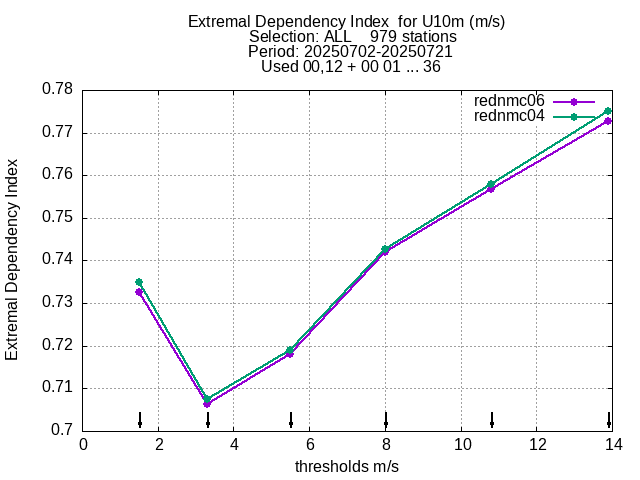 Extremal Dependency Index  for U10m (m/s)
Selection: ALL    979 stations
Period: 20250702-20250721
Used 00,12 + 00 01 ... 36
rednmc06
rednmc04
0.78
0.77
0.76
0.75
0.74
0.73
0.72
0.71
0.7
Extremal Dependency Index
0 2 4 6 8 10 12 14
thresholds m/s